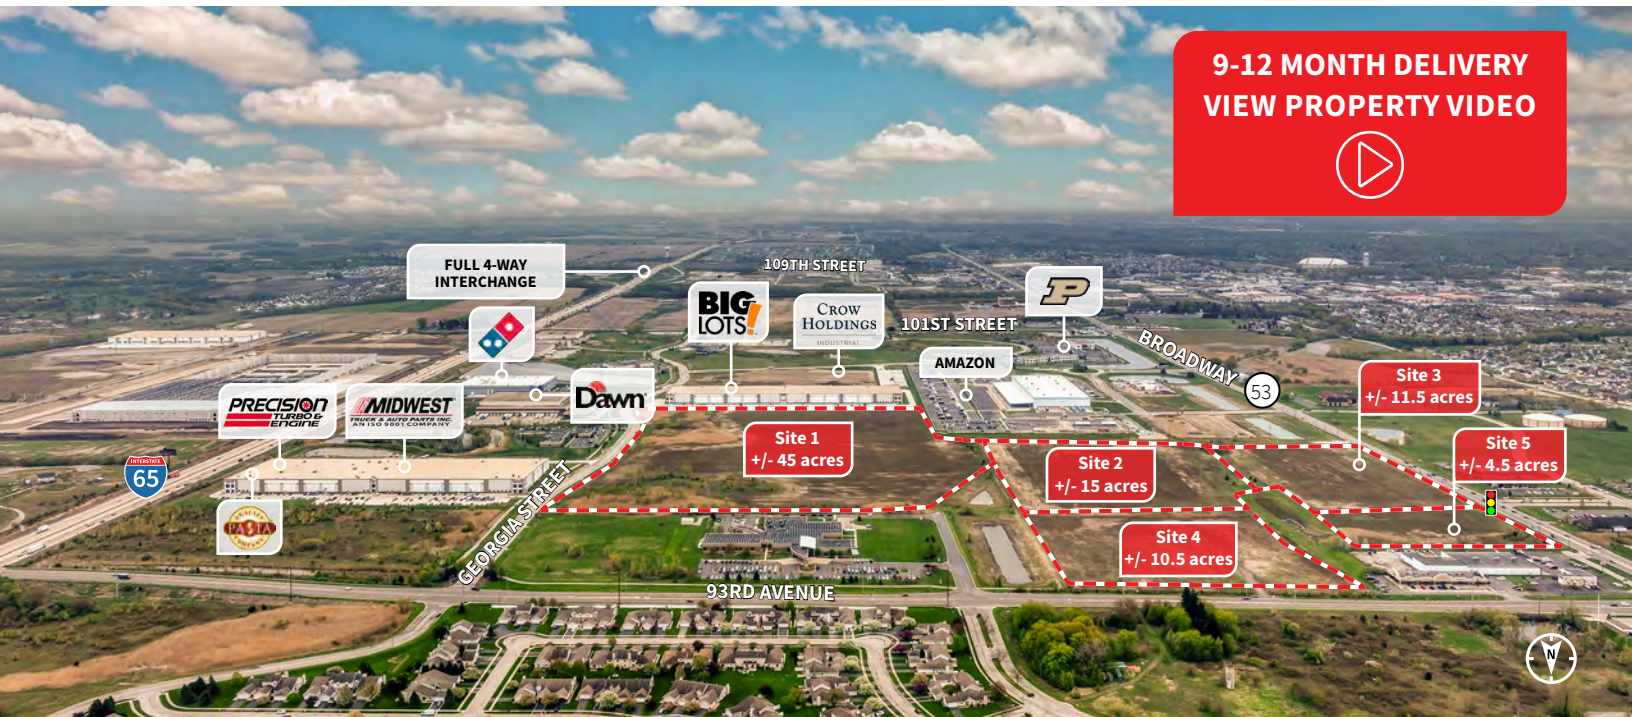 9-12 MONTH DELIVERY
VIEW PROPERTY VIDEO
FULL 4-WAY
INTERCHANGE
109TH STREET
BIG
LOTS!
CROW
HOLDINGS
INDUSTRIAL
P
101ST STREET
BROADWAY
53
AMAZON
Dawn
PRECISION
TURBO &
ENGINE
MIDWEST
TRUCK & AUTO PARTS INC.
AN ISO 9001 COMPANY
Site 1
+/- 45 acres
Site 2
+/- 15 acres
Site 3
+/- 11.5 acres
Site 4
+/- 10.5 acres
Site 5
+/- 4.5 acres
INTERSTATE
65
PASTA
COMPANY
GEORGIA STREET
93RD AVENUE
N